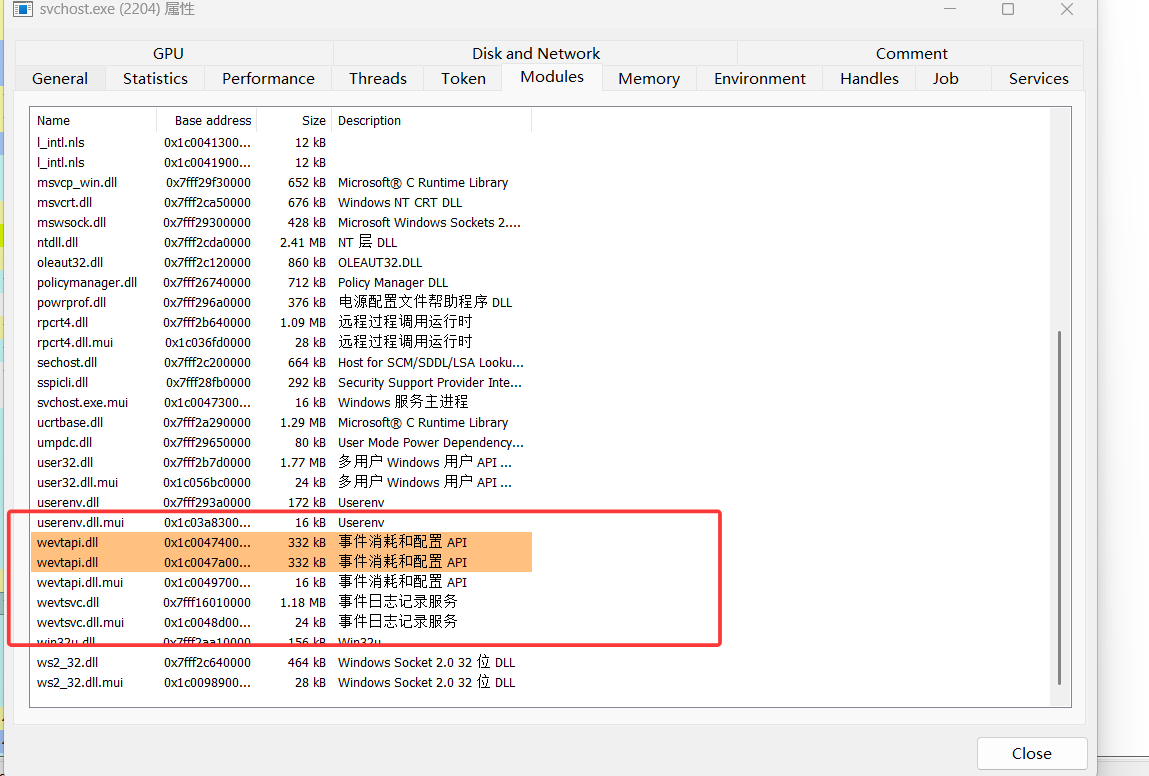 svchost.exe (2204) 属性
GPU Disk and Network Comment
General Statistics Performance Threads Token Modules Memory Environment Handles Job Services
Name Base address Size Description
l_intl.nls 0x1c0041300... 12 kB
l_intl.nls 0x1c0041900... 12 kB
msvcp_win.dll 0x7fff29f30000 652 kB Microsoft® C Runtime Library
msvcrt.dll 0x7fff2ca50000 676 kB Windows NT CRT DLL
mswsock.dll 0x7fff29300000 428 kB Microsoft Windows Sockets 2....
ntdll.dll 0x7fff2cda0000 2.41 MB NT 层 DLL
oleaut32.dll 0x7fff2c120000 860 kB OLEAUT32.DLL
policymanager.dll 0x7fff26740000 712 kB Policy Manager DLL
powrprof.dll 0x7fff296a0000 376 kB 电源配置文件帮助程序 DLL
rpcrt4.dll 0x7fff2b640000 1.09 MB 远程过程调用运行时
rpcrt4.dll.mui 0x1c036fd0000 28 kB 远程过程调用运行时
sechost.dll 0x7fff2c200000 664 kB Host for SCM/SDDL/LSA Looku...
sspicli.dll 0x7fff28fb0000 292 kB Security Support Provider Inte...
svchost.exe.mui 0x1c0047300... 16 kB Windows 服务主进程
ucrtbase.dll 0x7fff2a290000 1.29 MB Microsoft® C Runtime Library
umpdc.dll 0x7fff29650000 80 kB User Mode Power Dependency...
user32.dll 0x7fff2b7d0000 1.77 MB 多用户 Windows 用户 API ...
user32.dll.mui 0x1c056bc0000 24 kB 多用户 Windows 用户 API ...
userenv.dll 0x7fff293a0000 172 kB Userenv
userenv.dll.mui 0x1c03a8300... 16 kB Userenv
wevtapi.dll 0x1c0047400... 332 kB 事件消耗和配置 API
wevtapi.dll 0x1c0047a00... 332 kB 事件消耗和配置 API
wevtapi.dll.mui 0x1c0049700... 16 kB 事件消耗和配置 API
wevtsvc.dll 0x7fff16010000 1.18 MB 事件日志记录服务
wevtsvc.dll.mui 0x1c0048d00... 24 kB 事件日志记录服务
win32u.dll 0x7fff2aa10000 156 kB Win32u
ws2_32.dll 0x7fff2c640000 464 kB Windows Socket 2.0 32 位 DLL
ws2_32.dll.mui 0x1c0098900... 28 kB Windows Socket 2.0 32 位 DLL
Close